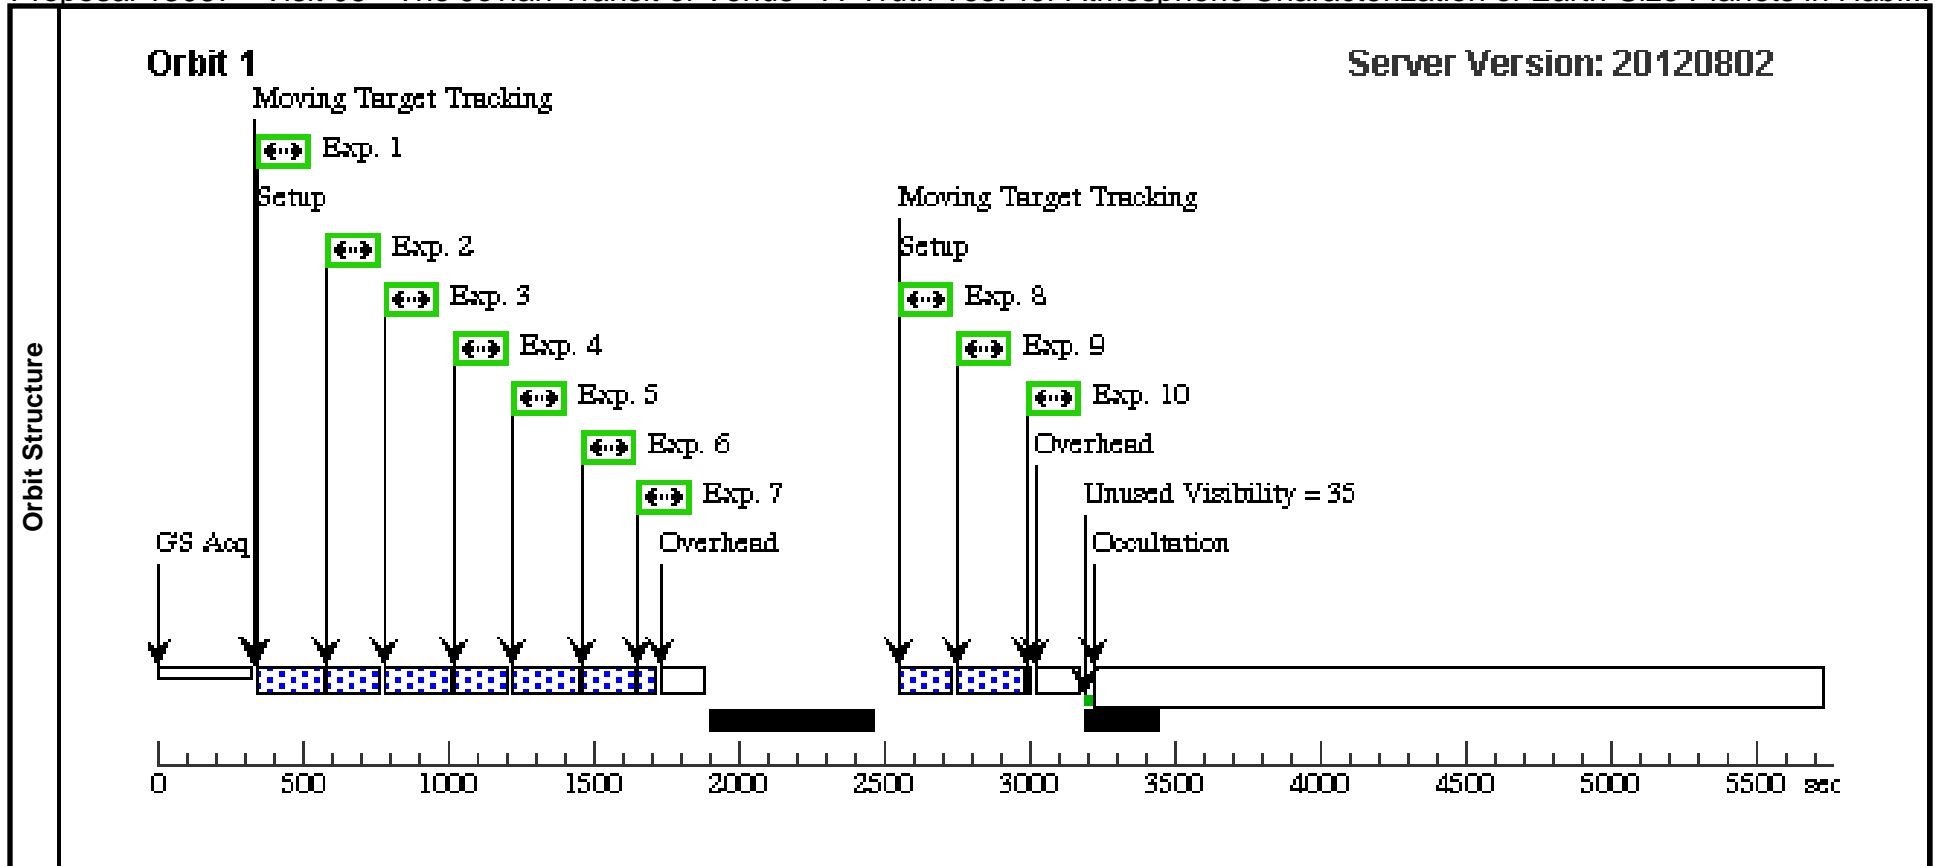 Orbit Structure
Orbit 1
Server Version: 20120802
Moving Target Tracking
Exp. 1
Setup
Exp. 2
Exp. 3
Exp. 4
Exp. 5
Exp. 6
Exp. 7
GS Acq
Overhead
Moving Target Tracking
Setup
Exp. 8
Exp. 9
Exp. 10
Overhead
Unused Visibility = 35
Occultation
0 500 1000 1500 2000 2500 3000 3500 4000 4500 5000 5500 sec